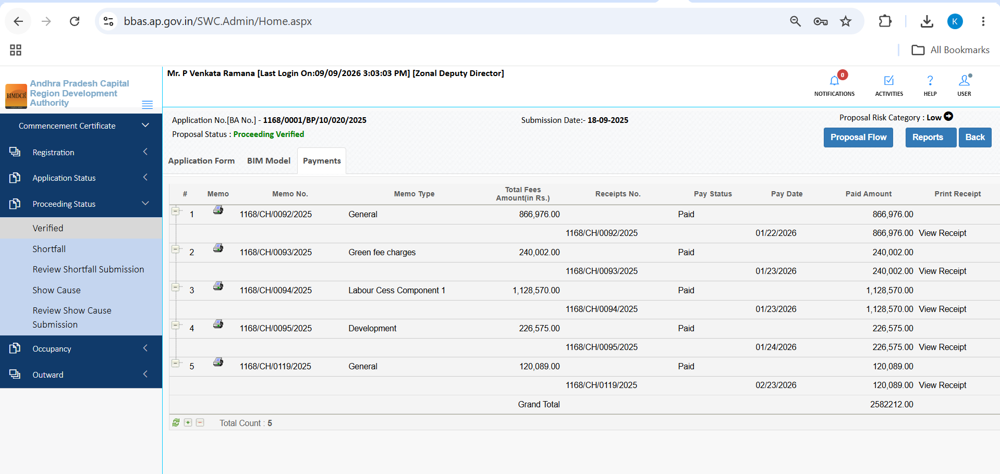 bbas.ap.gov.in/SWC.Admin/Home.aspx
K
All Bookmarks
BIMDCR
Andhra Pradesh Capital
Region Development
Authority
Mr. P Venkata Ramana [Last Login On:09/09/2026 3:03:03 PM] [Zonal Deputy Director]
0
NOTIFICATIONS
ACTIVITIES
HELP
USER
Commencement Certificate
Registration
Application Status
Proceeding Status
Verified
Shortfall
Review Shortfall Submission
Show Cause
Review Show Cause
Submission
Occupancy
Outward
Application No.[BA No.] - 1168/0001/BP/10/020/2025
Submission Date:- 18-09-2025
Proposal Risk Category : Low
Proposal Status : Proceeding Verified
Proposal Flow
Reports
Back
Application Form BIM Model Payments
# Memo Memo No. Memo Type Total Fees Amount(in Rs.) Receipts No. Pay Status Pay Date Paid Amount Print Receipt
1 1168/CH/0092/2025 General 866,976.00 Paid 866,976.00
1168/CH/0092/2025 01/22/2026 866,976.00 View Receipt
2 1168/CH/0093/2025 Green fee charges 240,002.00 Paid 240,002.00
1168/CH/0093/2025 01/23/2026 240,002.00 View Receipt
3 1168/CH/0094/2025 Labour Cess Component 1 1,128,570.00 Paid 1,128,570.00
1168/CH/0094/2025 01/23/2026 1,128,570.00 View Receipt
4 1168/CH/0095/2025 Development 226,575.00 Paid 226,575.00
1168/CH/0095/2025 01/24/2026 226,575.00 View Receipt
5 1168/CH/0119/2025 General 120,089.00 Paid 120,089.00
1168/CH/0119/2025 02/23/2026 120,089.00 View Receipt
Grand Total 2582212.00
Total Count : 5